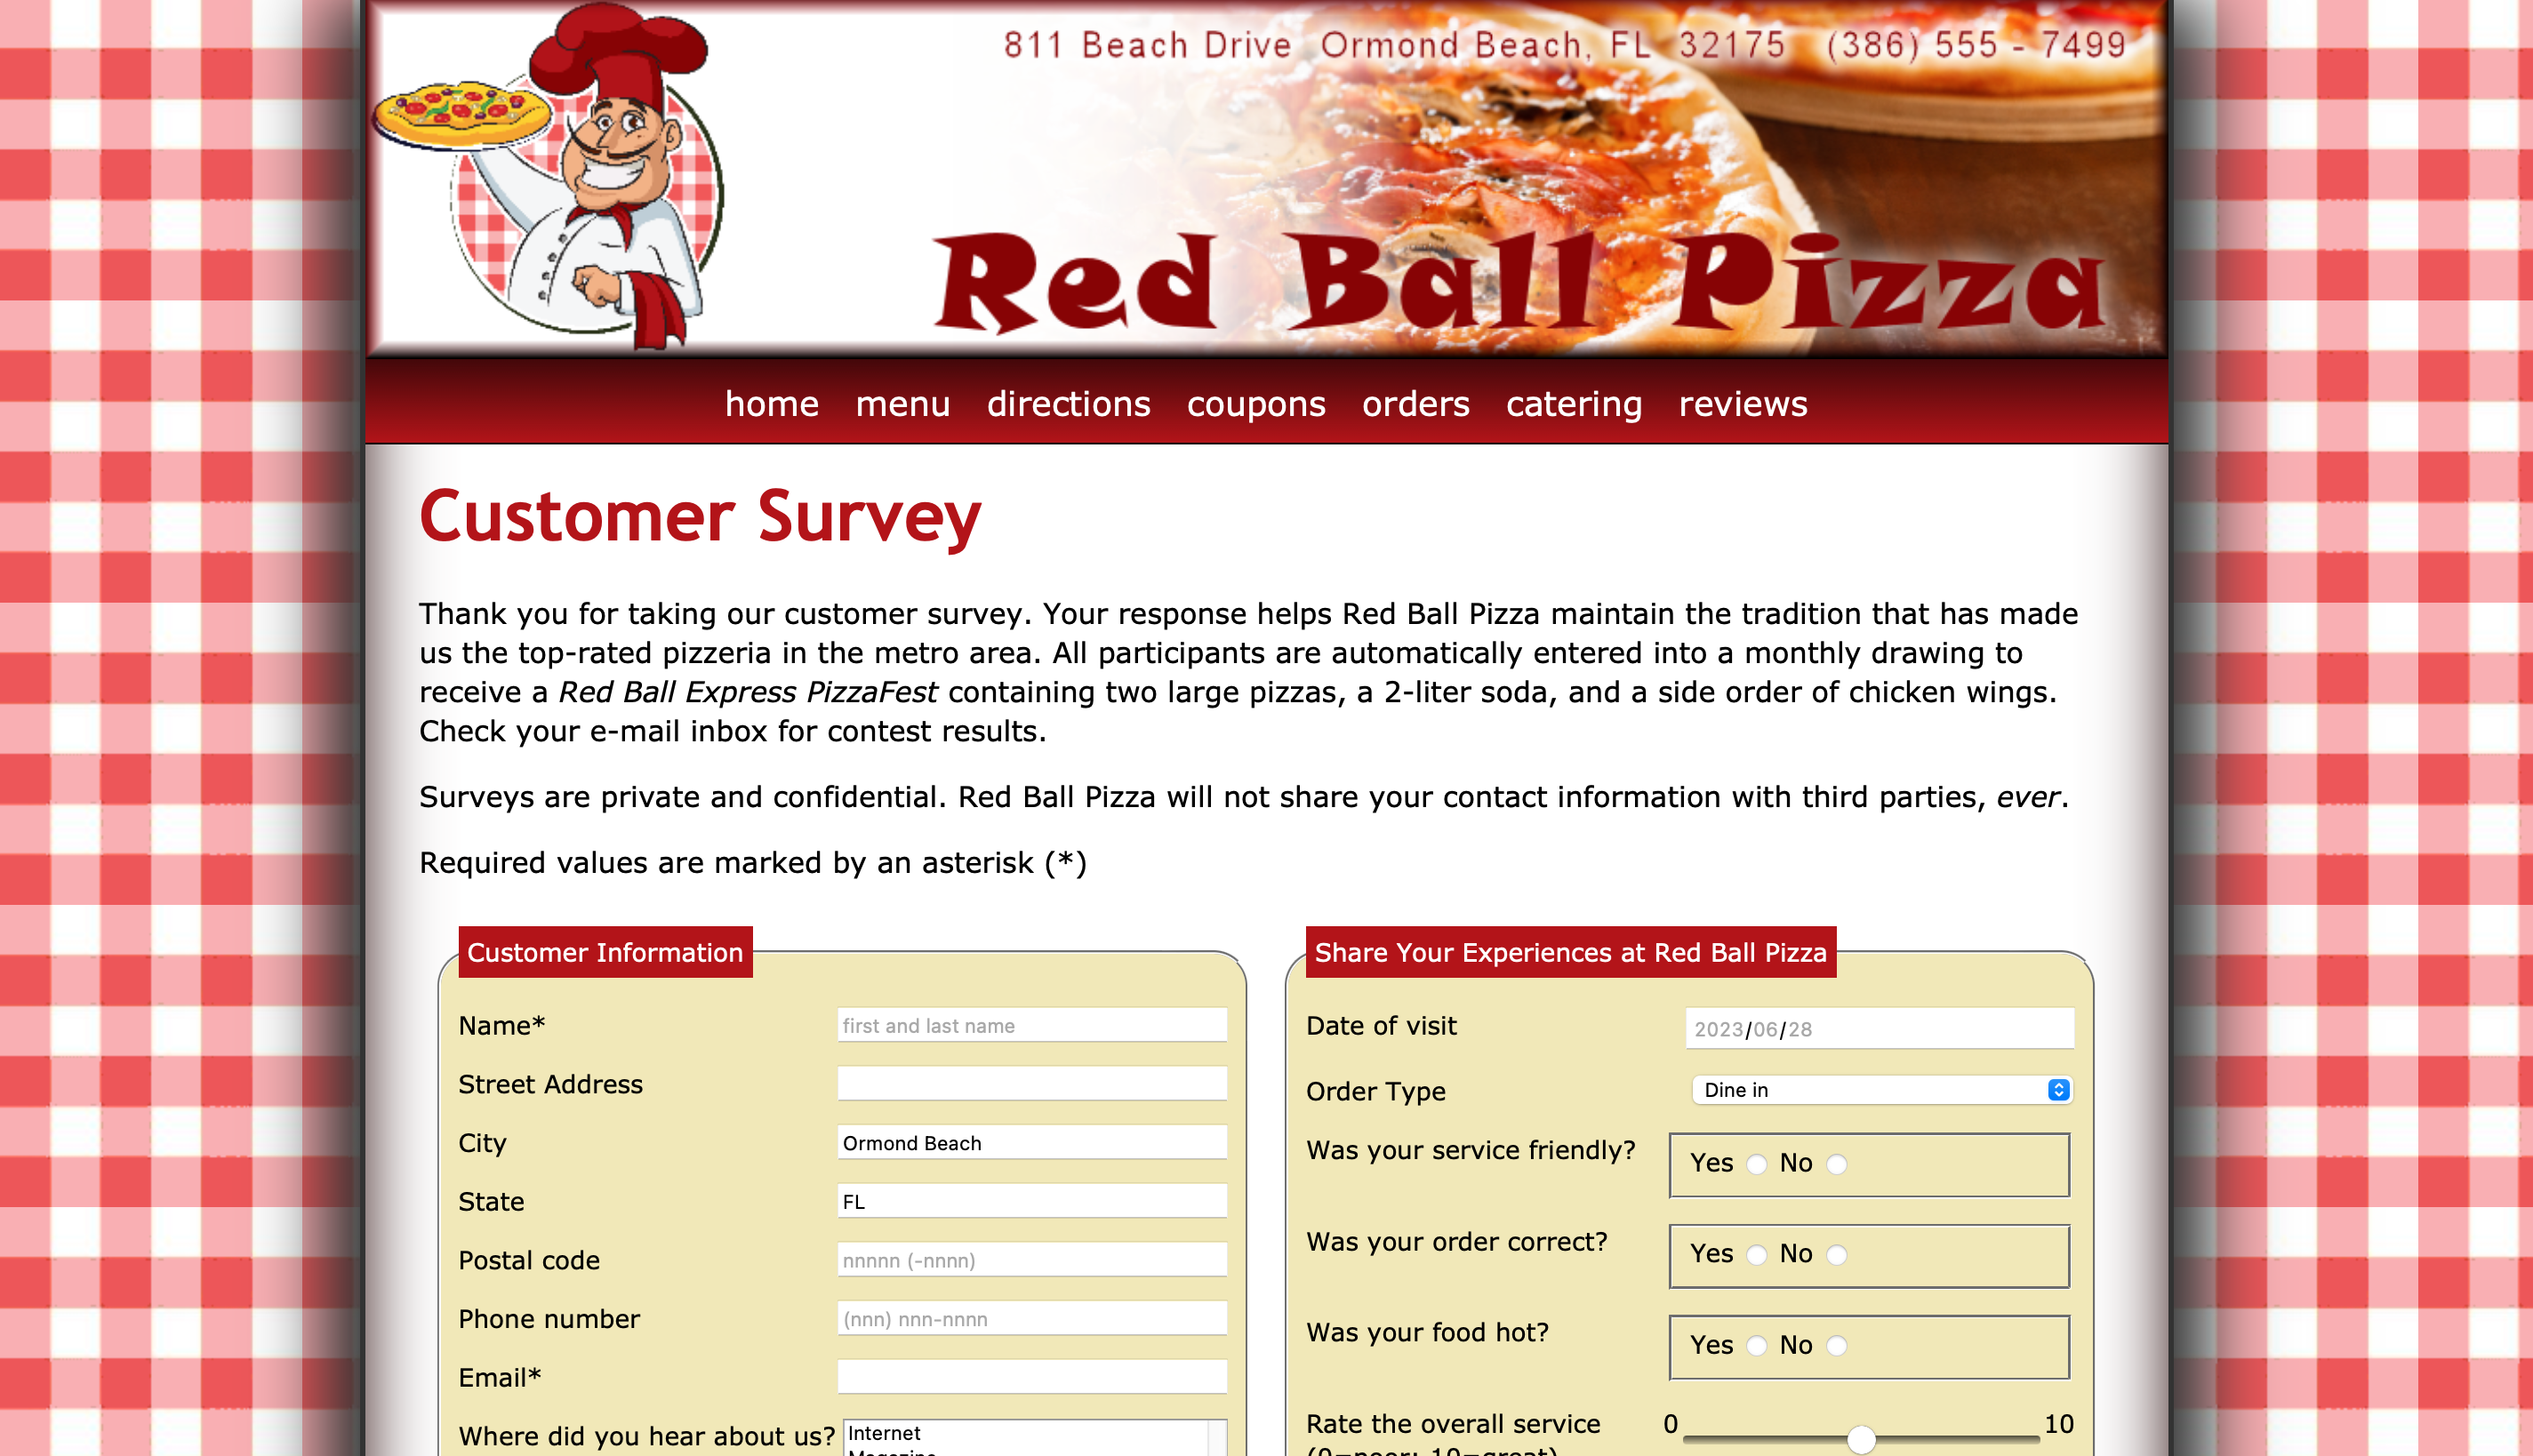 811 Beach Drive Ormond Beach, FL 32175 (386) 555 - 7499
Red Ball Pizza
home menu directions coupons orders catering reviews
Customer Survey
Thank you for taking our customer survey. Your response helps Red Ball Pizza maintain the tradition that has made
us the top-rated pizzeria in the metro area. All participants are automatically entered into a monthly drawing to
receive a Red Ball Express PizzaFest containing two large pizzas, a 2-liter soda, and a side order of chicken wings.
Check your e-mail inbox for contest results.
Surveys are private and confidential. Red Ball Pizza will not share your contact information with third parties, ever.
Required values are marked by an asterisk (*)
Customer Information
Name* first and last name
Street Address
City Ormond Beach
State FL
Postal code nnnnn (-nnnn)
Phone number (nnn) nnn-nnnn
Email*
Where did you hear about us? Internet
Magazine
Share Your Experiences at Red Ball Pizza
Date of visit 2023/06/28
Order Type Dine in
Was your service friendly? Yes No
Was your order correct? Yes No
Was your food hot? Yes No
Rate the overall service 0 10
(0=poor; 10=great)